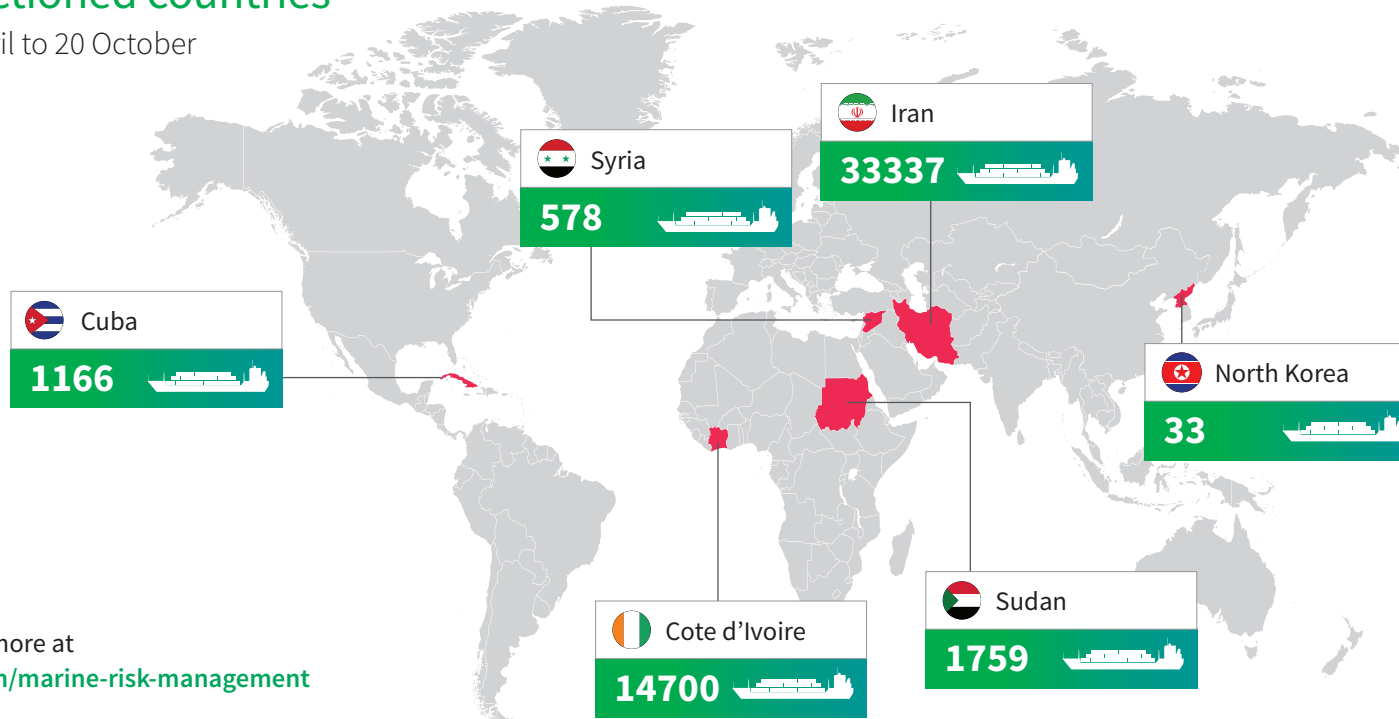 ctioned countries
il to 20 October
Iran
33337
Syria
578
Cuba
1166
North Korea
33
Sudan
1759
Cote d’Ivoire
14700
more at
/marine-risk-management